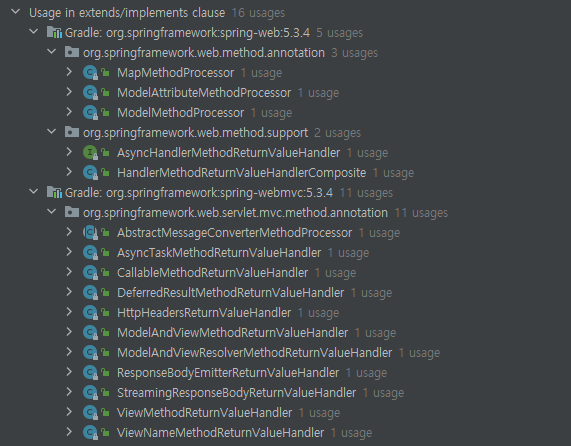 Usage in extends/implements clause 16 usages
Gradle: org.springframework:spring-web:5.3.4 5 usages
org.springframework.web.method.annotation 3 usages
MapMethodProcessor 1 usage
ModelAttributeMethodProcessor 1 usage
ModelMethodProcessor 1 usage
org.springframework.web.method.support 2 usages
AsyncHandlerMethodReturnValueHandler 1 usage
HandlerMethodReturnValueHandlerComposite 1 usage
Gradle: org.springframework:spring-webmvc:5.3.4 11 usages
org.springframework.web.servlet.mvc.method.annotation 11 usages
AbstractMessageConverterMethodProcessor 1 usage
AsyncTaskMethodReturnValueHandler 1 usage
CallableMethodReturnValueHandler 1 usage
DeferredResultMethodReturnValueHandler 1 usage
HttpHeadersReturnValueHandler 1 usage
ModelAndViewMethodReturnValueHandler 1 usage
ModelAndViewResolverMethodReturnValueHandler 1 usage
ResponseBodyEmitterReturnValueHandler 1 usage
StreamingResponseBodyReturnValueHandler 1 usage
ViewMethodReturnValueHandler 1 usage
ViewNameMethodReturnValueHandler 1 usage